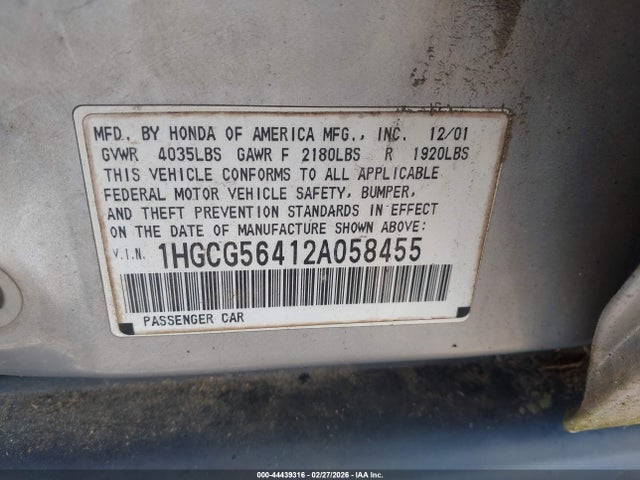 MFD. BY HONDA OF AMERICA MFG., INC. 12/01
GVWR 4035LBS GAWR F 2180LBS R 1920LBS
THIS VEHICLE CONFORMS TO ALL APPLICABLE
FEDERAL MOTOR VEHICLE SAFETY, BUMPER,
AND THEFT PREVENTION STANDARDS IN EFFECT
ON THE DATE OF MANUFACTURE SHOWN ABOVE:
V.I.N. 1HGCG56412A058455
PASSENGER CAR
000-44439316 | 02/27/2026 | IAA Inc.